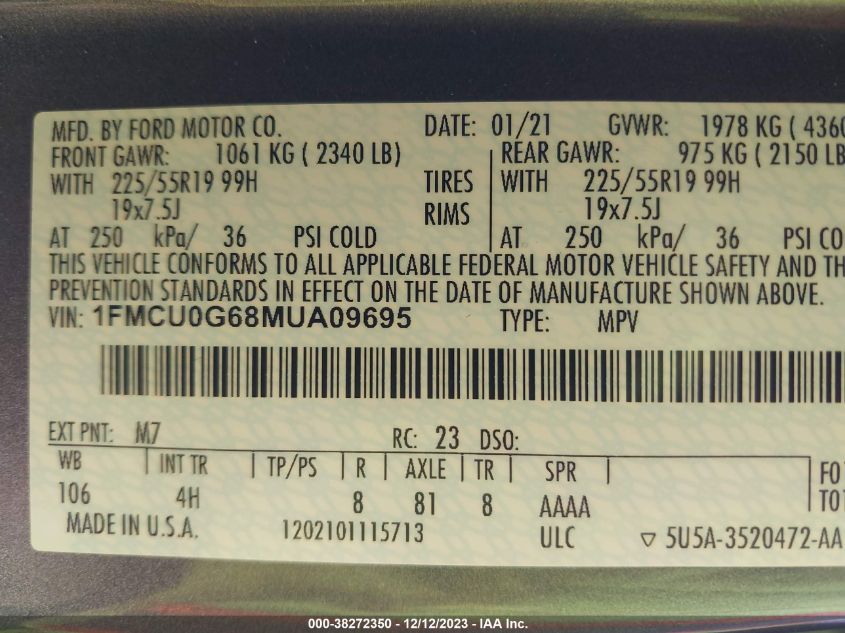 MFD. BY FORD MOTOR CO. DATE: 01/21 GVWR: 1978 KG ( 4360
FRONT GAWR: 1061 KG ( 2340 LB) REAR GAWR: 975 KG ( 2150 LB
WITH 225/55R19 99H TIRES WITH 225/55R19 99H
19x7.5J RIMS 19x7.5J
AT 250 kPa/ 36 PSI COLD AT 250 kPa/ 36 PSI CO
THIS VEHICLE CONFORMS TO ALL APPLICABLE FEDERAL MOTOR VEHICLE SAFETY AND TH
PREVENTION STANDARDS IN EFFECT ON THE DATE OF MANUFACTURE SHOWN ABOVE.
VIN: 1FMCU0G68MUA09695 TYPE: MPV
EXT PNT: M7 RC: 23 DSO:
WB INT TR TP/PS R AXLE TR SPR FO
106 4H 8 81 8 AAAA TO
MADE IN U.S.A. 1202101115713 ULC ▽ 5U5A-3520472-AA
000-38272350 - 12/12/2023 - IAA Inc.